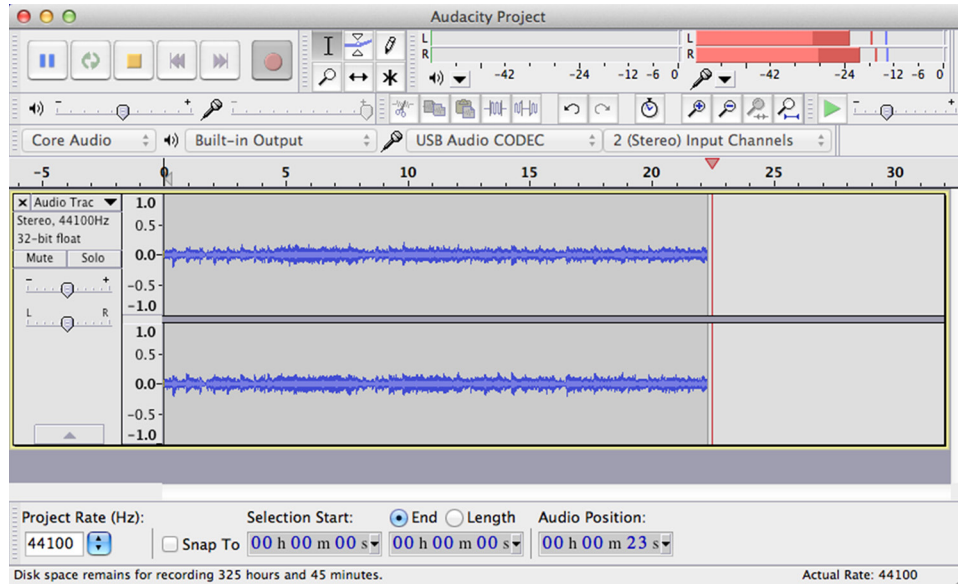 Audacity Project
L
R
-42 -24 -12 -6 0
L
R
-42 -24 -12 -6 0
- +
- +
- +
Core Audio Built-in Output USB Audio CODEC 2 (Stereo) Input Channels
-5 0 5 10 15 20 25 30
× Audio Trac
Stereo, 44100Hz
32-bit float
Mute Solo
- +
L R
1.0
0.5-
0.0-
-0.5-
-1.0
1.0
0.5-
0.0-
-0.5-
-1.0
Project Rate (Hz): Selection Start: End Length Audio Position:
44100 Snap To 00 h 00 m 00 s 00 h 00 m 00 s 00 h 00 m 23 s
Disk space remains for recording 325 hours and 45 minutes. Actual Rate: 44100